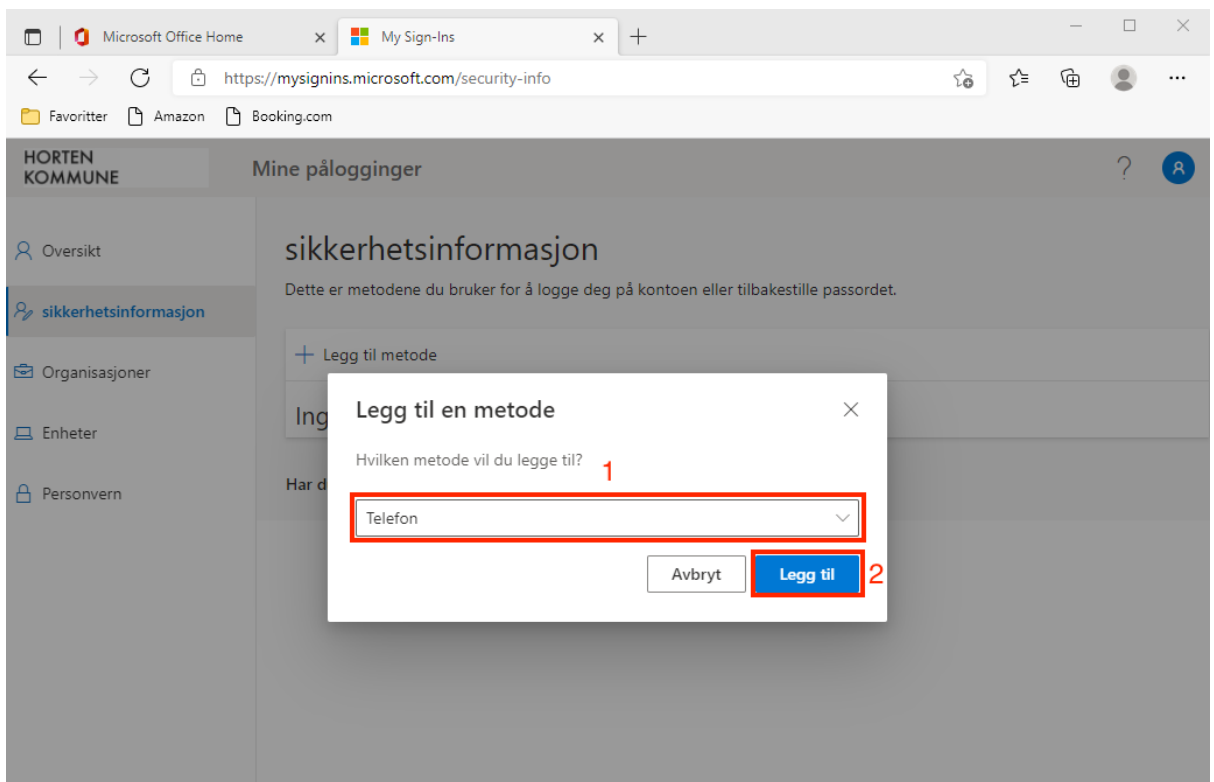 Microsoft Office Home
My Sign-Ins
https://mysignins.microsoft.com/security-info
Favoritter
Amazon
Booking.com
HORTEN
KOMMUNE
Mine pålogginger
?
Oversikt
sikkerhetsinformasjon
Organisasjoner
Enheter
Personvern
sikkerhetsinformasjon
Dette er metodene du bruker for å logge deg på kontoen eller tilbakestille passordet.
Legg til metode
Ing
Har d
Legg til en metode
Hvilken metode vil du legge til?
1
Telefon
Avbryt
Legg til
2